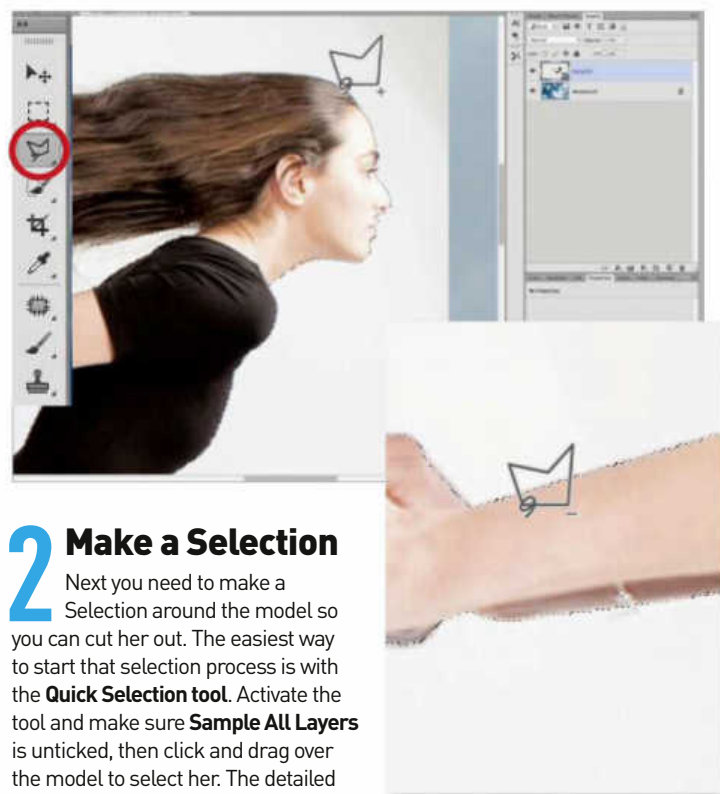 2 Make a Selection
Next you need to make a
Selection around the model so
you can cut her out. The easiest way
to start that selection process is with
the Quick Selection tool. Activate the
tool and make sure Sample All Layers
is unticked, then click and drag over
the model to select her. The detailed